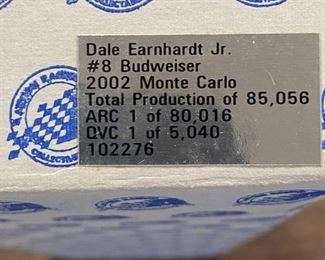 Dale Earnhardt Jr.
#8 Budweiser
2002 Monte Carlo
Total Production of 85,056
ARC 1 of 80,016
QVC 1 of 5,040
102276